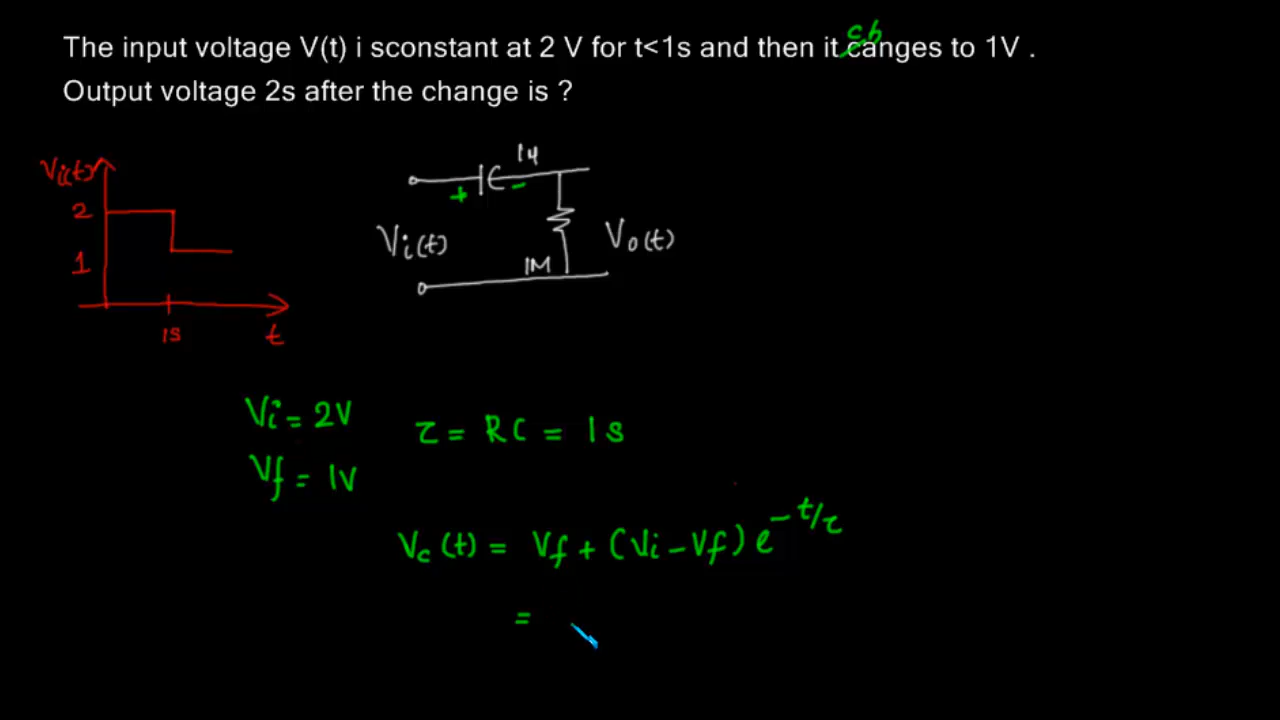 The input voltage V(t) i sconstant at 2 V for t<1s and then it canges to 1V .
ch
Output voltage 2s after the change is ?
Vi(t)
2
1
1s
t
1μ
+
-
Vi(t)
Vo(t)
1M
Vi = 2V
τ = RC = 1s
Vf = 1V
Vc(t) = Vf + (Vi - Vf) e^-t/τ
=